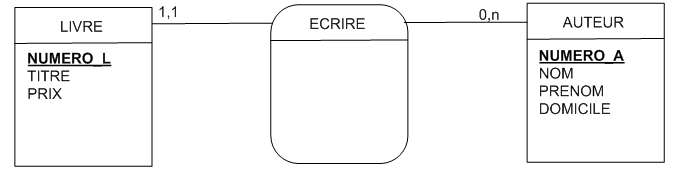 LIVRE
1,1
ECRIRE
0,n
AUTEUR
NUMERO_L
TITRE
PRIX
NUMERO_A
NOM
PRENOM
DOMICILE